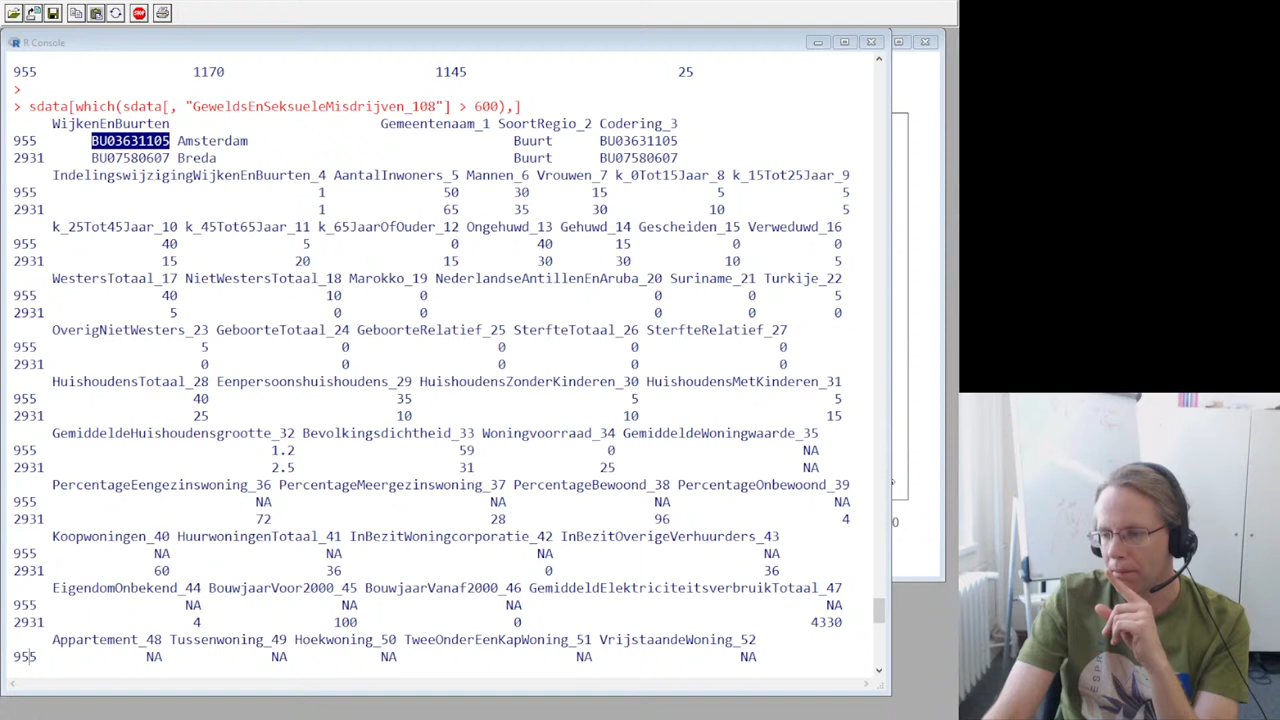 STOP
R Console
955 1170 1145 25
>
> sdata[which(sdata[, "GeweldsEnSeksueleMisdrijven_108"] > 600),]
WijkenEnBuurten Gemeentenaam_1 SoortRegio_2 Codering_3
955 BU03631105 Amsterdam Buurt BU03631105
2931 BU07580607 Breda Buurt BU07580607
IndelingswijzigingWijkenEnBuurten_4 AantalInwoners_5 Mannen_6 Vrouwen_7 k_0Tot15Jaar_8 k_15Tot25Jaar_9
955 1 50 30 15 5 5
2931 1 65 35 30 10 5
k_25Tot45Jaar_10 k_45Tot65Jaar_11 k_65JaarOfOuder_12 Ongehuwd_13 Gehuwd_14 Gescheiden_15 Verweduwd_16
955 40 5 0 40 15 0 0
2931 15 20 15 30 30 10 5
WestersTotaal_17 NietWestersTotaal_18 Marokko_19 NederlandseAntillenEnAruba_20 Suriname_21 Turkije_22
955 40 10 0 0 0 5
2931 5 0 0 0 0 0
OverigNietWesters_23 GeboorteTotaal_24 GeboorteRelatief_25 SterfteTotaal_26 SterfteRelatief_27
955 5 0 0 0 0
2931 0 0 0 0 0
HuishoudensTotaal_28 Eenpersoonshuishoudens_29 HuishoudensZonderKinderen_30 HuishoudensMetKinderen_31
955 40 35 5 5
2931 25 10 10 15
GemiddeldeHuishoudensgrootte_32 Bevolkingsdichtheid_33 Woningvoorraad_34 GemiddeldeWoningwaarde_35
955 1.2 59 0 NA
2931 2.5 31 25 NA
PercentageEengezinswoning_36 PercentageMeergezinswoning_37 PercentageBewoond_38 PercentageOnbewoond_39
955 NA NA NA NA
2931 72 28 96 4
Koopwoningen_40 HuurwoningenTotaal_41 InBezitWoningcorporatie_42 InBezitOverigeVerhuurders_43
955 NA NA NA NA
2931 60 36 0 36
EigendomOnbekend_44 BouwjaarVoor2000_45 BouwjaarVanaf2000_46 GemiddeldElektriciteitsverbruikTotaal_47
955 NA NA NA NA
2931 4 100 0 4330
Appartement_48 Tussenwoning_49 Hoekwoning_50 TweeOnderEenKapWoning_51 VrijstaandeWoning_52
955 NA NA NA NA NA